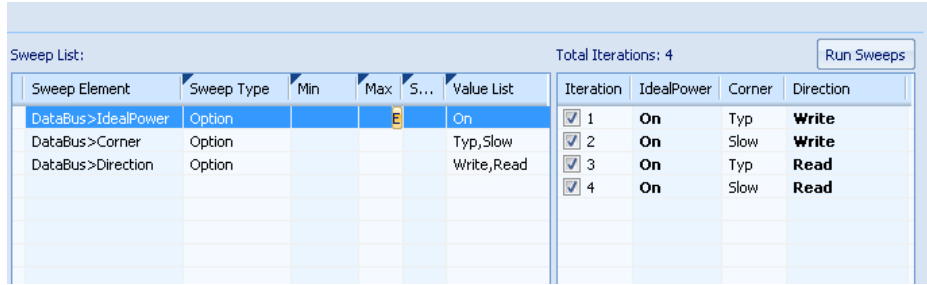 Sweep List: Total Iterations: 4 Run Sweeps
Sweep Element Sweep Type Min Max S... Value List Iteration IdealPower Corner Direction
DataBus>IdealPower Option E On 1 On Typ Write
DataBus>Corner Option Typ,Slow 2 On Slow Write
DataBus>Direction Option Write,Read 3 On Typ Read
4 On Slow Read